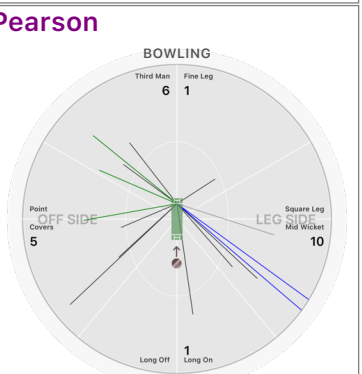 Pearson
BOWLING
Third Man Fine Leg
6 1
Point Square Leg
OFF SIDE LEG SIDE
Covers Mid Wicket
5 10
1
Long Off Long On